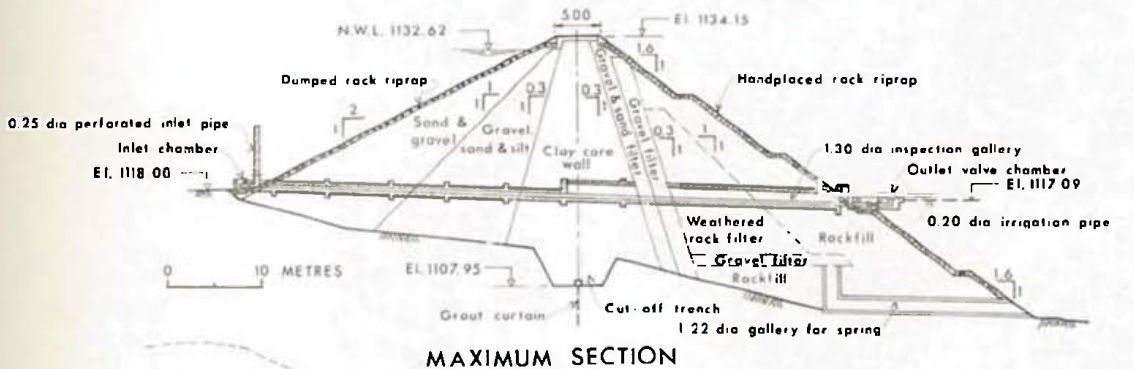 5.00
El. 1134.15
N.W.L. 1132.62
1.6
1
Dumped rock riprap
Handplaced rock riprap
2
1
1
1
0.3
1
0.3
1
Gravel & sand filter
Gravel filter
0.25 dia perforated inlet pipe
Sand &
gravel
Gravel
sand & silt
Clay core
wall
0.3
1
1
1
Inlet chamber
1.30 dia inspection gallery
El. 1118 00
Outlet valve chamber
El. 1117 09
0.20 dia irrigation pipe
Weathered
rock filter
Rockfill
Gravel filter
Rockfill
0 10 METRES
El. 1107.95
1.6
1
Grout curtain
Cut-off trench
1.22 dia gallery for spring
MAXIMUM SECTION